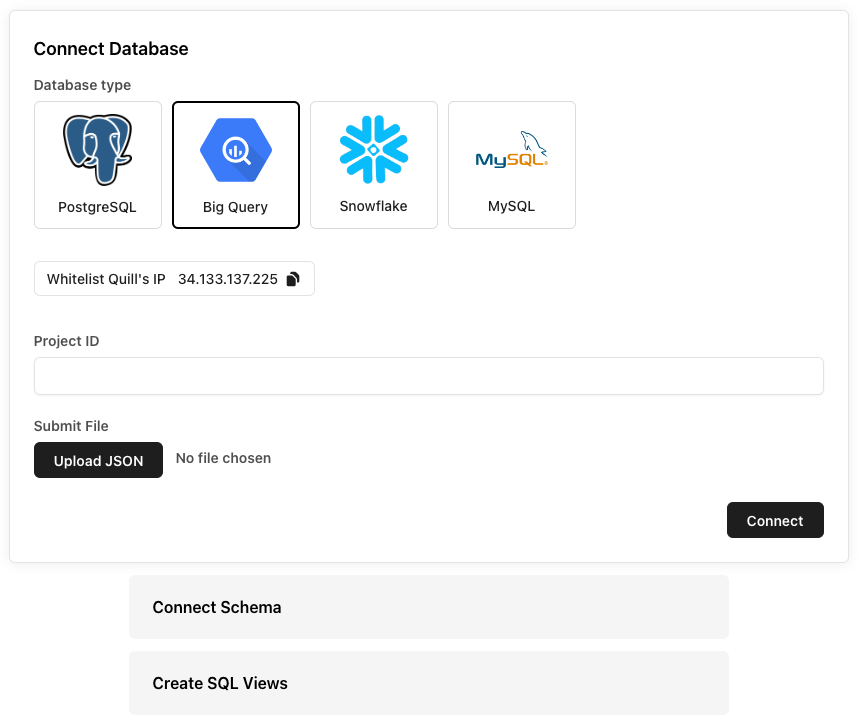 Connect Database
Database type
MySQL
PostgreSQL
Big Query
Snowflake
MySQL
Whitelist Quill's IP 34.133.137.225
Project ID
Submit File
Upload JSON No file chosen
Connect
Connect Schema
Create SQL Views